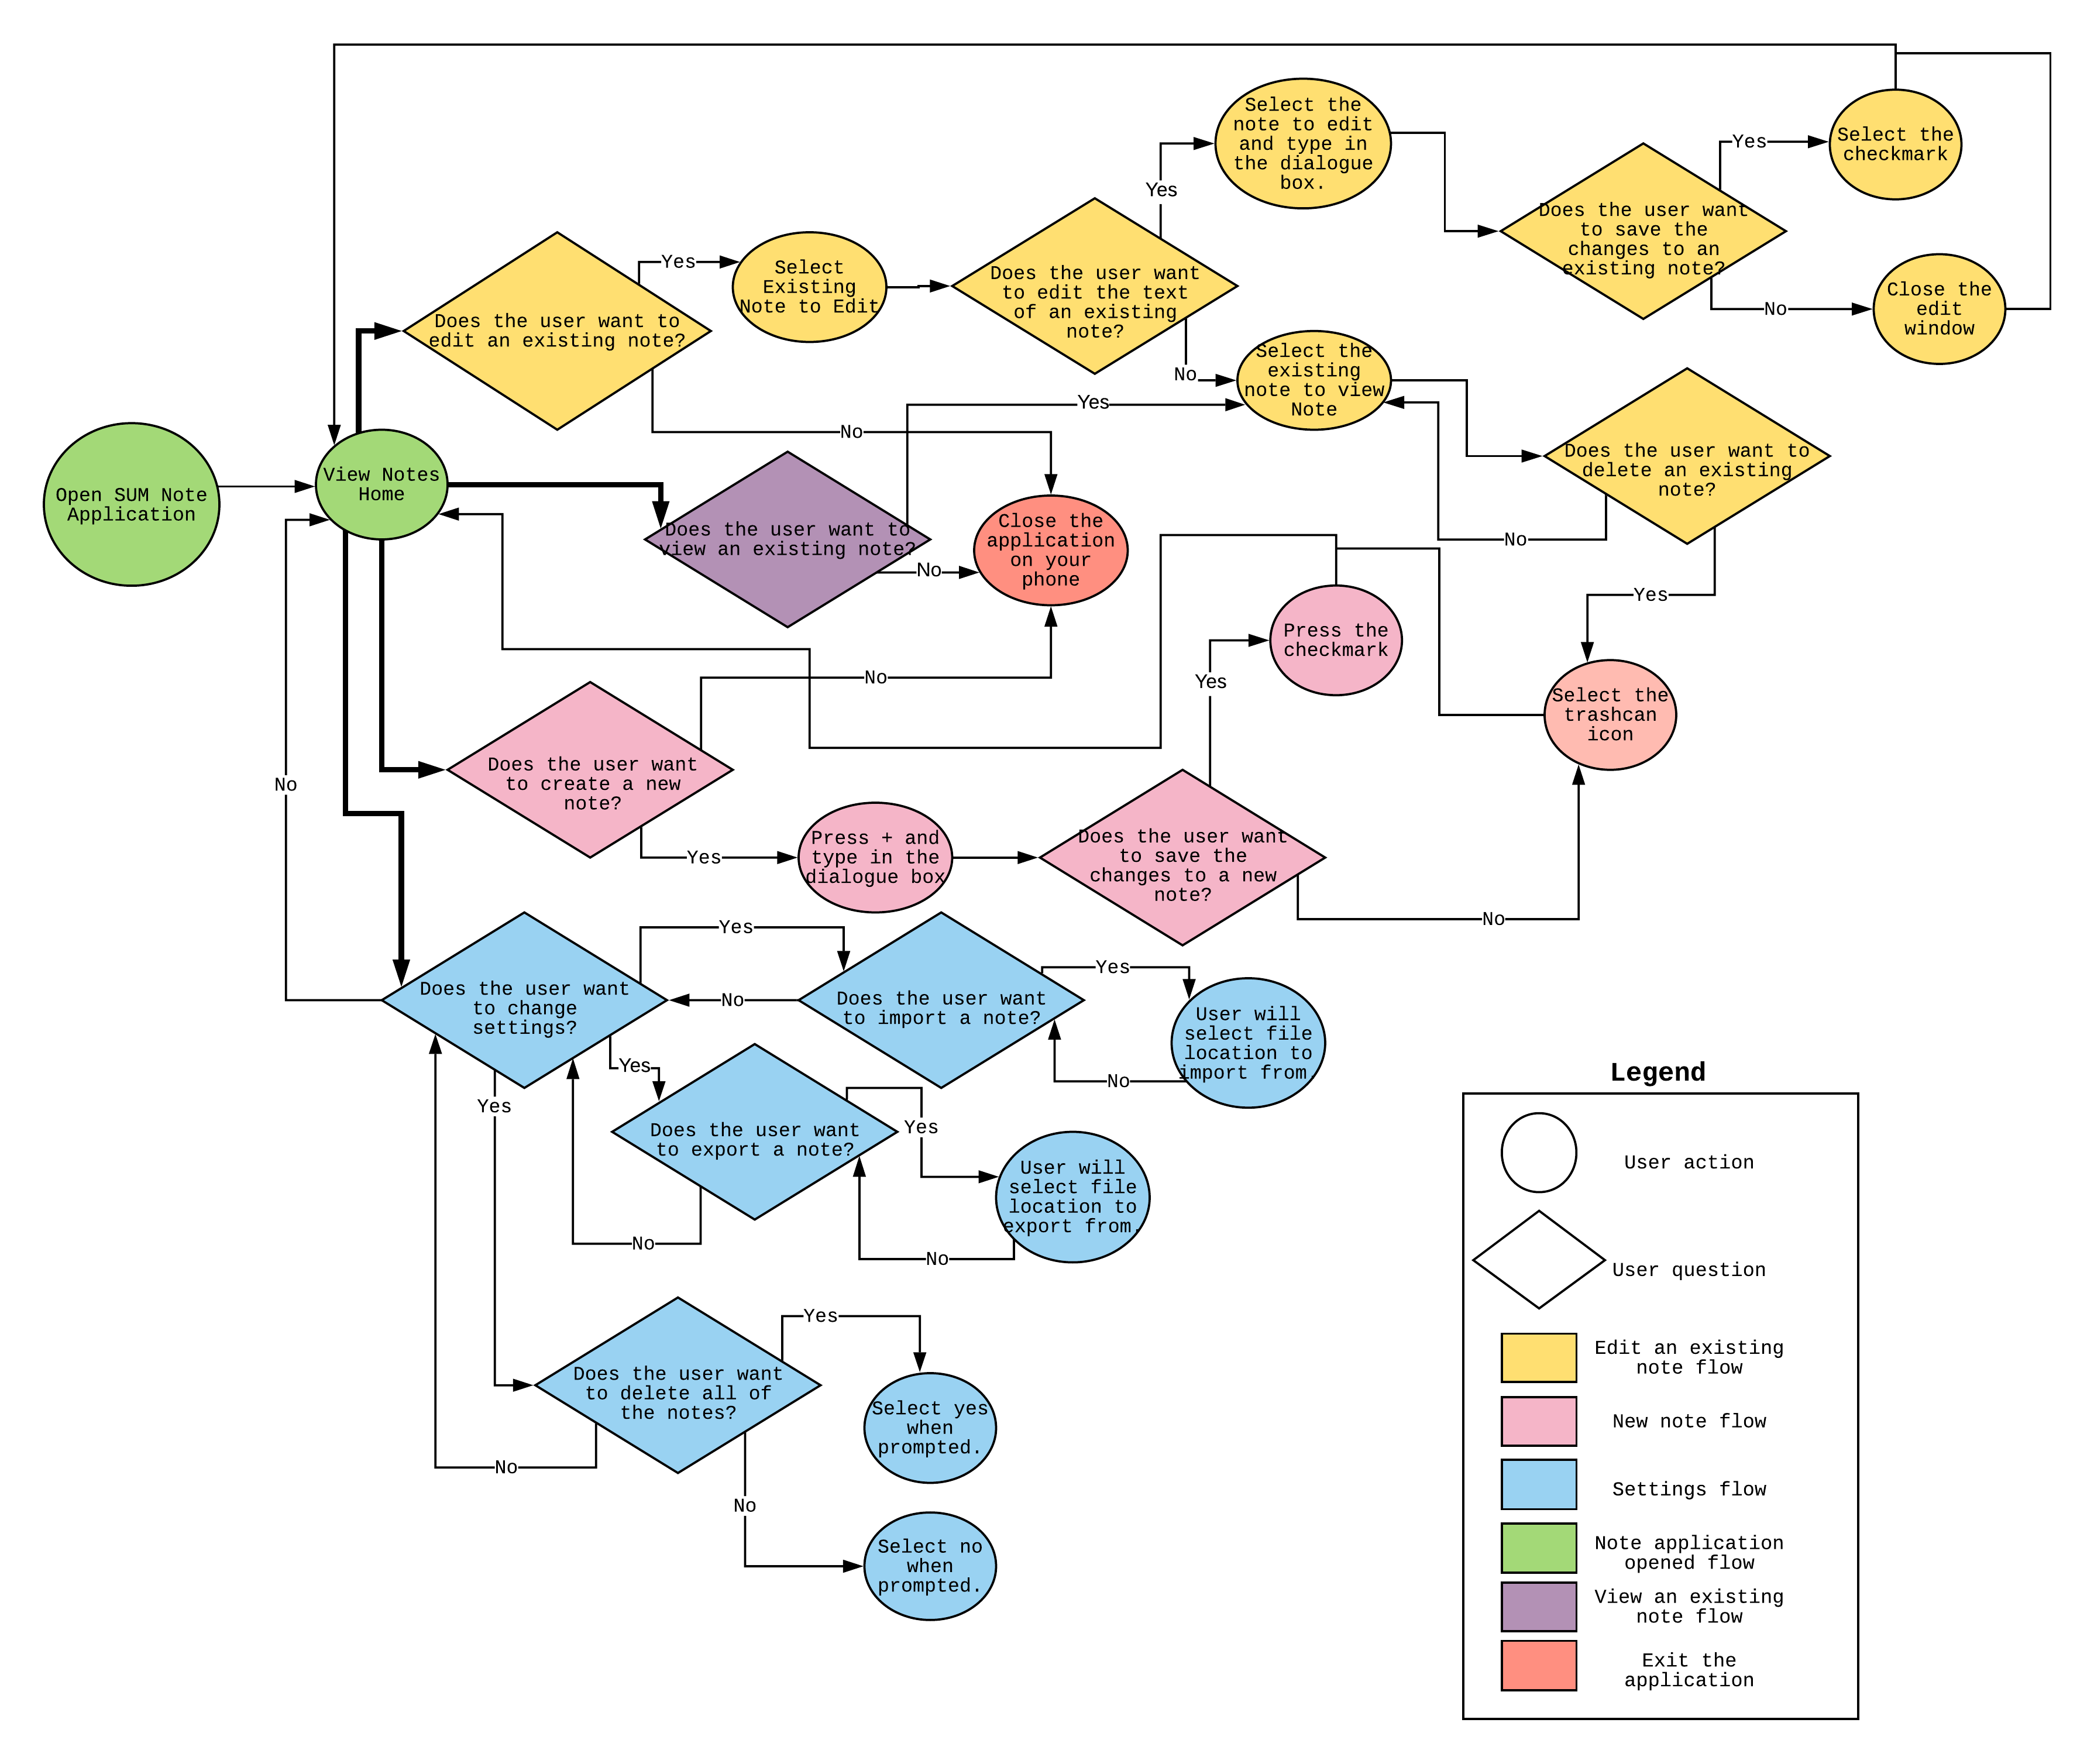 Select the
note to edit
and type in
the dialogue
box.
Yes
Select the
checkmark
Yes
Does the user want
to save the
changes to an
existing note?
Yes
Select
Existing
Note to Edit
Does the user want
to edit the text
of an existing
note?
No
Close the
edit
window
Does the user want to
edit an existing note?
No
Select the
existing
note to view
Note
Yes
No
Does the user want to
delete an existing
note?
Open SUM Note
Application
View Notes
Home
Does the user want to
view an existing note?
No
Close the
application
on your
phone
No
Yes
Press the
checkmark
Yes
No
Select the
trashcan
icon
Does the user want
to create a new
note?
No
Yes
Press + and
type in the
dialogue box
Does the user want
to save the
changes to a new
note?
No
Yes
Yes
Does the user want
to change
settings?
No
Does the user want
to import a note?
User will
select file
location to
import from.
No
Yes
Yes
Does the user want
to export a note?
Yes
User will
select file
location to
export from.
No
No
Yes
Does the user want
to delete all of
the notes?
Select yes
when
prompted.
No
No
Select no
when
prompted.
Legend
User action
User question
Edit an existing
note flow
New note flow
Settings flow
Note application
opened flow
View an existing
note flow
Exit the
application